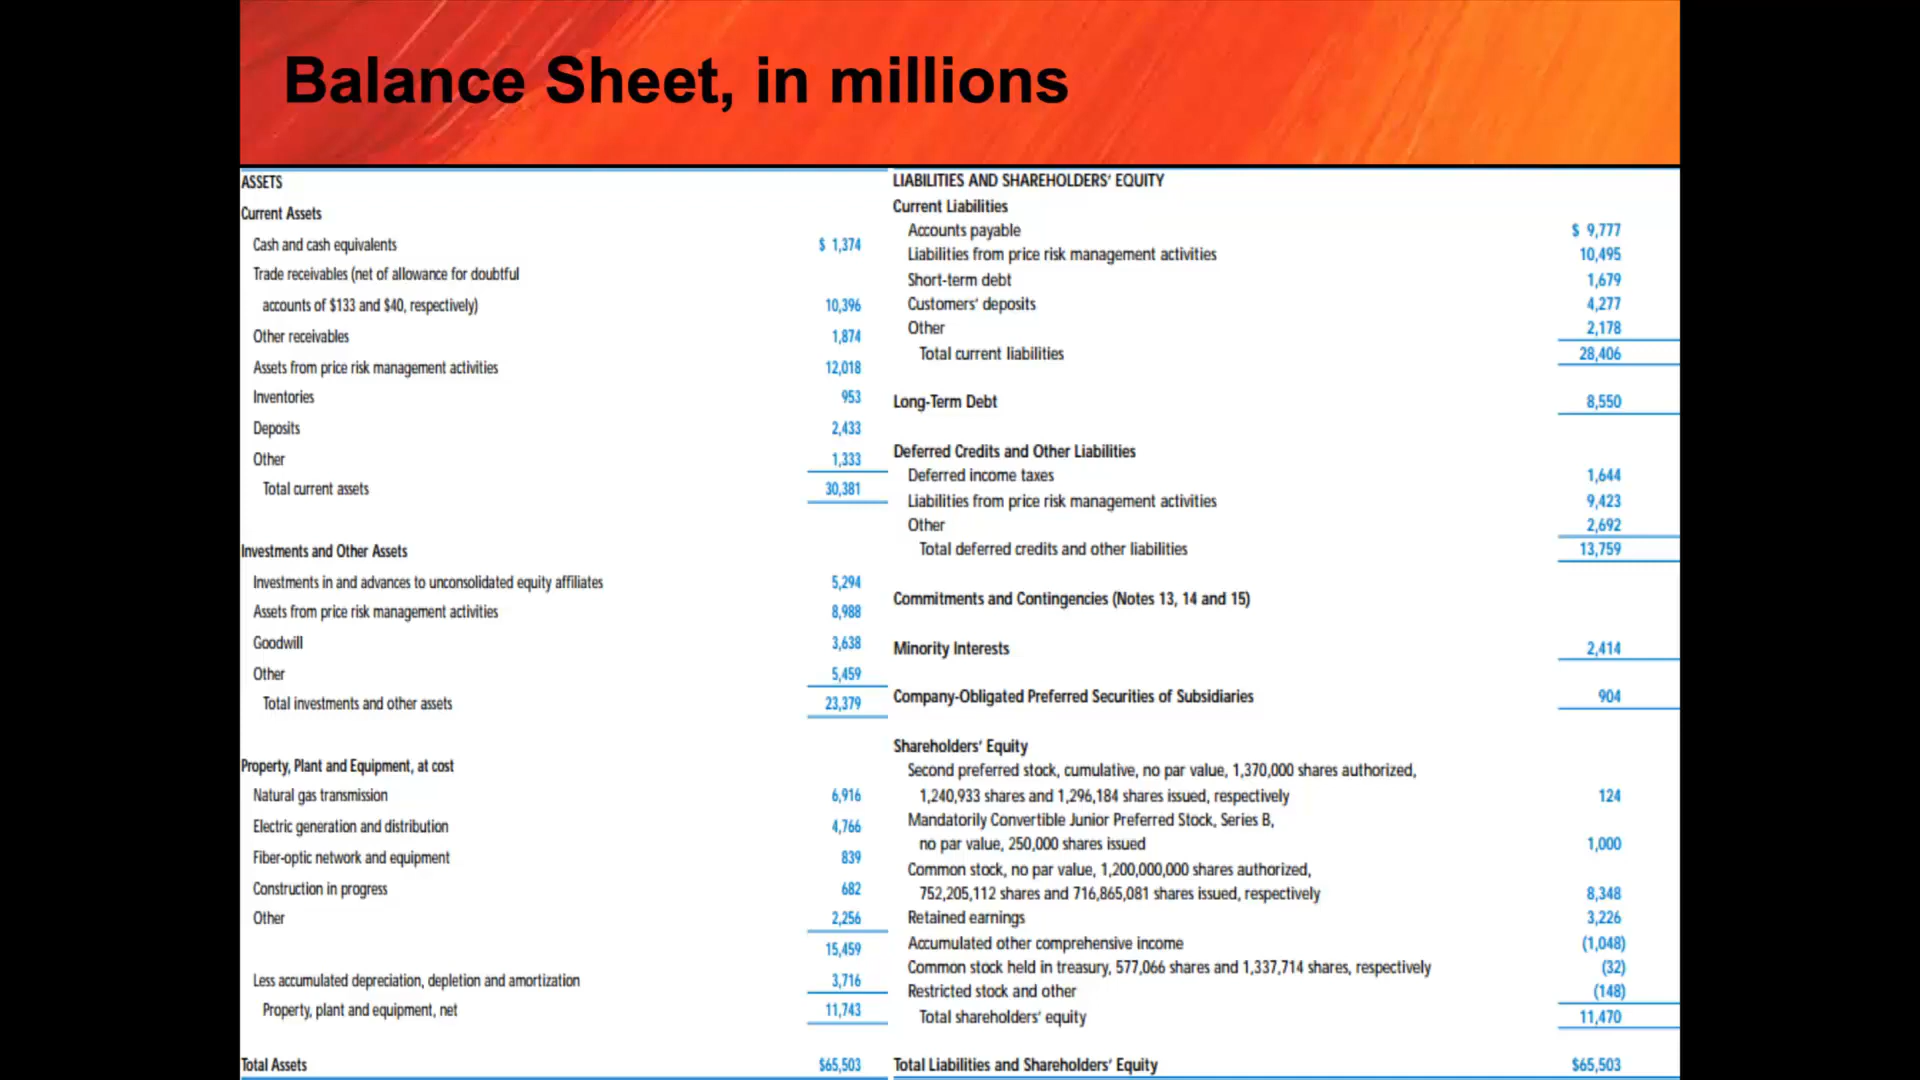 Balance Sheet, in millions
ASSETS
Current Assets
Cash and cash equivalents $ 1,374
Trade receivables (net of allowance for doubtful
accounts of $133 and $40, respectively) 10,396
Other receivables 1,874
Assets from price risk management activities 12,018
Inventories 953
Deposits 2,433
Other 1,333
Total current assets 30,381
Investments and Other Assets
Investments in and advances to unconsolidated equity affiliates 5,294
Assets from price risk management activities 8,988
Goodwill 3,638
Other 5,459
Total investments and other assets 23,379
Property, Plant and Equipment, at cost
Natural gas transmission 6,916
Electric generation and distribution 4,766
Fiber-optic network and equipment 839
Construction in progress 682
Other 2,256
15,459
Less accumulated depreciation, depletion and amortization 3,716
Property, plant and equipment, net 11,743
Total Assets $65,503
LIABILITIES AND SHAREHOLDERS' EQUITY
Current Liabilities
Accounts payable $ 9,777
Liabilities from price risk management activities 10,495
Short-term debt 1,679
Customers' deposits 4,277
Other 2,178
Total current liabilities 28,406
Long-Term Debt 8,550
Deferred Credits and Other Liabilities
Deferred income taxes 1,644
Liabilities from price risk management activities 9,423
Other 2,692
Total deferred credits and other liabilities 13,759
Commitments and Contingencies (Notes 13, 14 and 15)
Minority Interests 2,414
Company-Obligated Preferred Securities of Subsidiaries 904
Shareholders' Equity
Second preferred stock, cumulative, no par value, 1,370,000 shares authorized,
1,240,933 shares and 1,296,184 shares issued, respectively 124
Mandatorily Convertible Junior Preferred Stock, Series B,
no par value, 250,000 shares issued 1,000
Common stock, no par value, 1,200,000,000 shares authorized,
752,205,112 shares and 716,865,081 shares issued, respectively 8,348
Retained earnings 3,226
Accumulated other comprehensive income (1,048)
Common stock held in treasury, 577,066 shares and 1,337,714 shares, respectively (32)
Restricted stock and other (148)
Total shareholders' equity 11,470
Total Liabilities and Shareholders' Equity $65,503